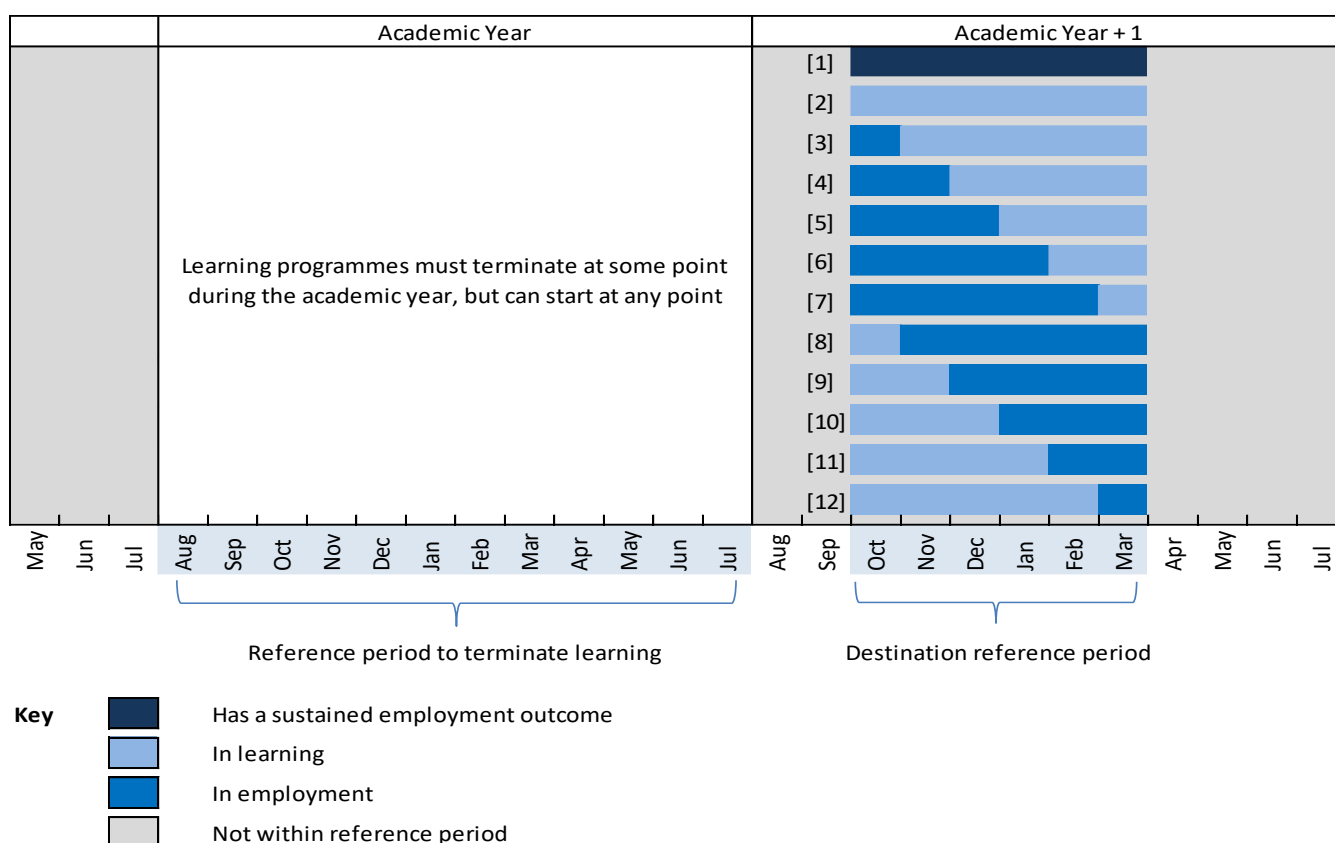 Academic Year
Academic Year + 1
[1]
[2]
[3]
[4]
[5]
[6]
Learning programmes must terminate at some point
during the academic year, but can start at any point
[7]
[8]
[9]
[10]
[11]
[12]
May Jun Jul Aug Sep Oct Nov Dec Jan Feb Mar Apr May Jun Jul Aug Sep Oct Nov Dec Jan Feb Mar Apr May Jun Jul
Reference period to terminate learning
Destination reference period
Key
Has a sustained employment outcome
In learning
In employment
Not within reference period